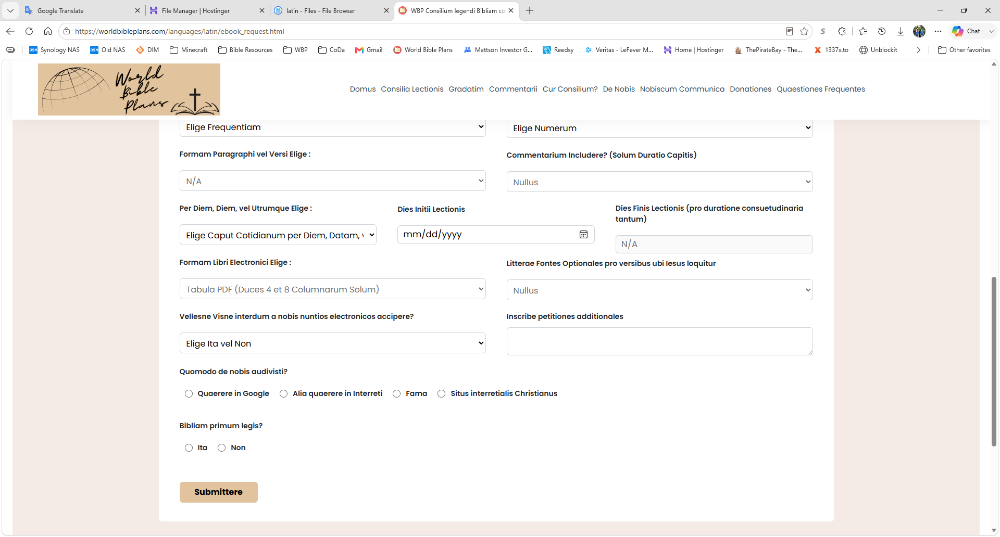 Google Translate
File Manager | Hostinger
latin - Files - File Browser
WBP Consilium legendi Bibliam co
https://worldbibleplans.com/languages/latin/ebook_request.html
Chat
Synology NAS
Old NAS
DIM
Minecraft
Bible Resources
WBP
CoDa
Gmail
World Bible Plans
Mattson Investor G...
Reedsy
Veritas - LeFever M...
Home | Hostinger
ThePirateBay - The...
1337x.to
Unblockit
Other favorites
World
Bible
Plans
Domus Consilia Lectionis Gradatim Commentarii Cur Consilium? De Nobis Nobiscum Communica Donationes Quaestiones Frequentes
Elige Frequentiam
Elige Numerum
Formam Paragraphi vel Versi Elige :
Commentarium Includere? (Solum Duratio Capitis)
N/A
Nullus
Per Diem, Diem, vel Utrumque Elige :
Dies Initii Lectionis
Dies Finis Lectionis (pro duratione consuetudinaria
tantum)
Elige Caput Cotidianum per Diem, Datam, v
mm/dd/yyyy
N/A
Formam Libri Electronici Elige :
Litterae Fontes Optionales pro versibus ubi Iesus loquitur
Tabula PDF (Duces 4 et 8 Columnarum Solum)
Nullus
Vellesne Visne interdum a nobis nuntios electronicos accipere?
Inscribe petitiones additionales
Elige Ita vel Non
Quomodo de nobis audivisti?
Quaerere in Google
Alia quaerere in Interreti
Fama
Situs interretialis Christianus
Bibliam primum legis?
Ita
Non
Submittere